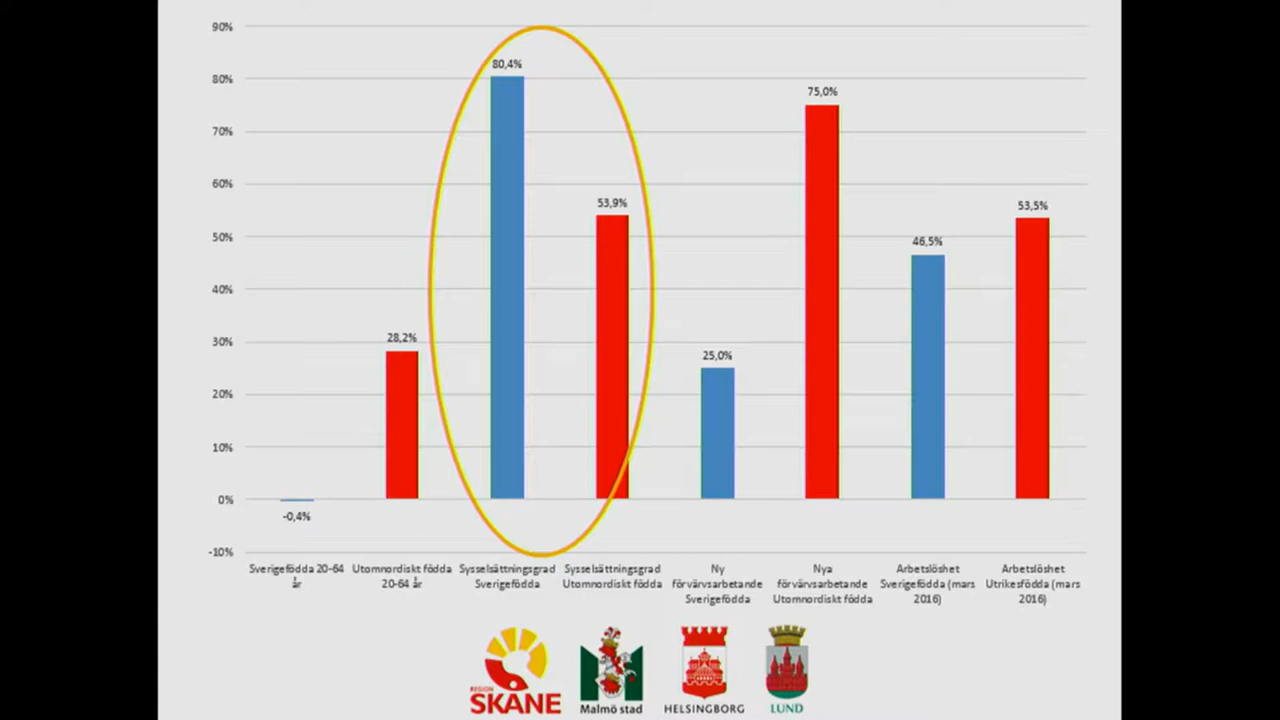 90%
80%
70%
60%
50%
40%
30%
20%
10%
0%
-10%
-0,4%
28,2%
80,4%
53,9%
25,0%
75,0%
46,5%
53,5%
Sverigefödda 20-64
år
Utomnordiskt födda
20-64 år
Sysselsättningsgrad
Sverigefödda
Sysselsättningsgrad
Utomnordiskt födda
Ny
förvärvsarbetande
Sverigefödda
Nya
förvärvsarbetande
Utomnordiskt födda
Arbetslöshet
Sverigefödda (mars
2016)
Arbetslöshet
Utrikesfödda (mars
2016)
REGION
SKÅNE
Malmö stad
HELSINGBORG
LUND